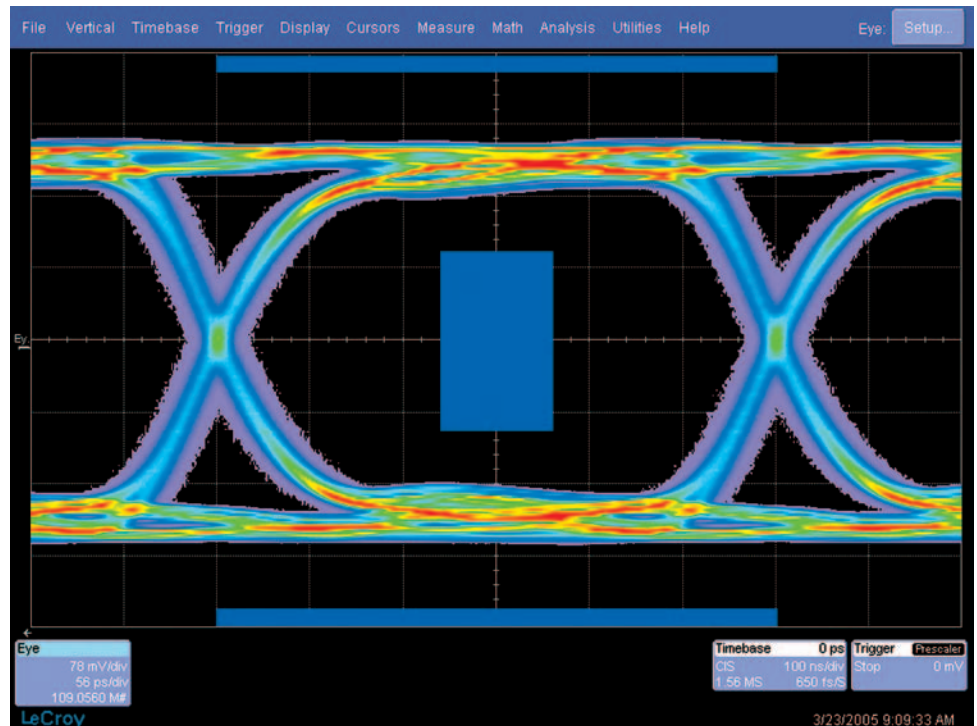 File Vertical Timebase Trigger Display Cursors Measure Math Analysis Utilities Help Eye: Setup...
Ey.
Eye
78 mV/div
56 ps/div
109.0560 M#
Timebase 0 ps
CIS 100 ns/div
1.56 MS 650 fs/S
Trigger Prescaler
Stop 0 mV
LeCroy
3/23/2005 9:09:33 AM